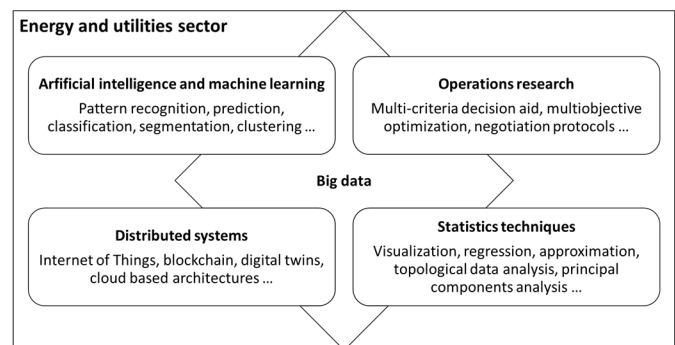 Energy and utilities sector
Arfificial intelligence and machine learning
Pattern recognition, prediction,
classification, segmentation, clustering ...
Operations research
Multi-criteria decision aid, multiobjective
optimization, negotiation protocols ...
Big data
Distributed systems
Internet of Things, blockchain, digital twins,
cloud based architectures ...
Statistics techniques
Visualization, regression, approximation,
topological data analysis, principal
components analysis ...